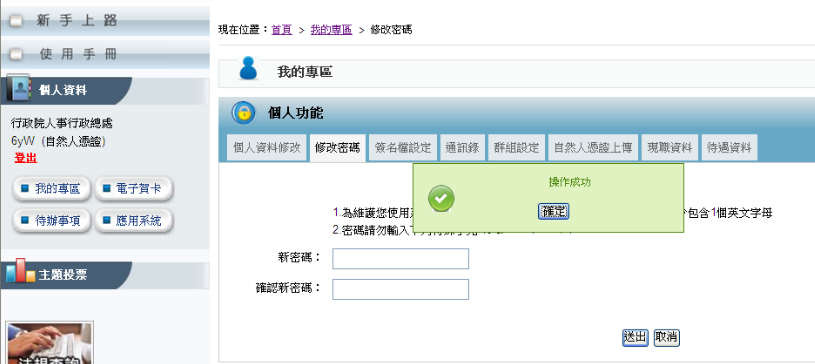 新手上路
使用手冊
個人資料
行政院人事行政總處
6yW (自然人憑證)
登出
我的專區
電子賀卡
待辦事項
應用系統
主題投票
法規查詢
現在位置：首頁 > 我的專區 > 修改密碼
我的專區
個人功能
個人資料修改 修改密碼 簽名檔設定 通訊錄 群組設定 自然人憑證上傳 現職資料 待遇資料
操作成功
確定
1.為維護您使用
包含1個英文字母
2 密碼請勿輸入
新密碼：
確認新密碼：
送出 取消